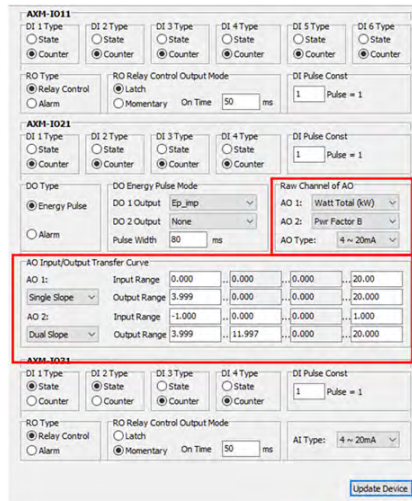 AXM-IO11
DI 1 Type DI 2 Type DI 3 Type DI 4 Type DI 5 Type DI 6 Type
State State State State State State
Counter Counter Counter Counter Counter Counter
RO Type RO Relay Control Output Mode DI Pulse Const
Relay Control Latch 1 Pulse = 1
Alarm Momentary On Time 50 ms
AXM-IO21
DI 1 Type DI 2 Type DI 3 Type DI 4 Type DI Pulse Const
State State State State 1 Pulse = 1
Counter Counter Counter Counter
DO Type DO Energy Pulse Mode Raw Channel of AO
Energy Pulse DO 1 Output Ep_imp AO 1: Watt Total (kW)
DO 2 Output None AO 2: Pwr Factor B
Alarm Pulse Width 80 ms AO Type: 4 ~ 20mA
AO Input/Output Transfer Curve
AO 1: Input Range 0.000 .. 0.000 ... 0.000 ... 20.00
Single Slope Output Range 3.999 ... 0.000 ... 0.000 ... 20.000
AO 2: Input Range -1.000 ... 0.000 ... 0.000 ... 1.000
Dual Slope Output Range 3.999 .. 11.997 ... 0.000 ... 20.000
AXM-IO31
DI 1 Type DI 2 Type DI 3 Type DI 4 Type DI Pulse Const
State State State State 1 Pulse = 1
Counter Counter Counter Counter
RO Type RO Relay Control Output Mode
Relay Control Latch AI Type: 4 ~ 20mA
Alarm Momentary On Time 50 ms
Update Device